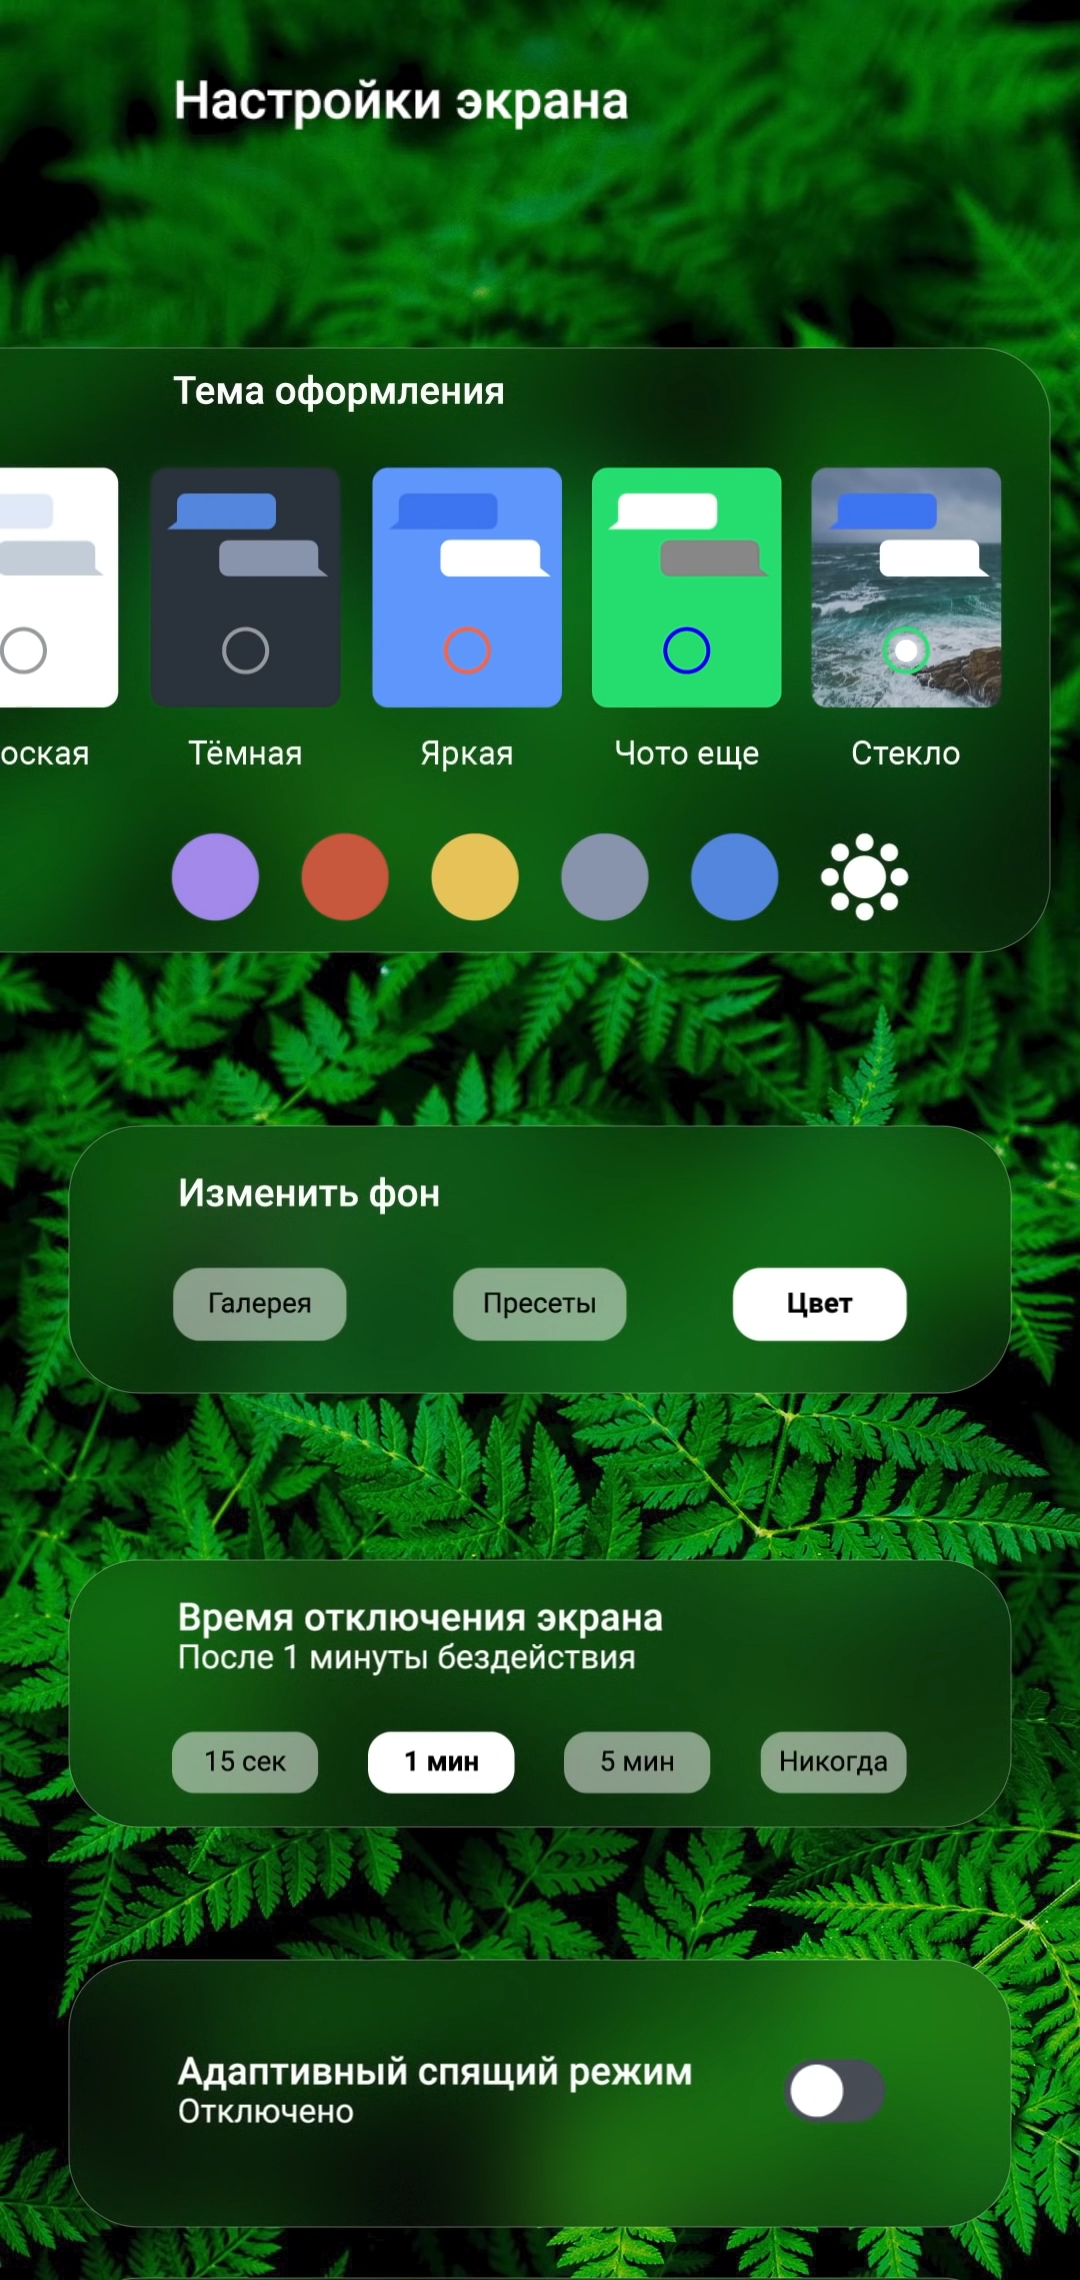 Настройки экрана
Тема оформления
оская Тёмная Яркая Чото еще Стекло
Изменить фон
Галерея Пресеты Цвет
Время отключения экрана
После 1 минуты бездействия
15 сек 1 мин 5 мин Никогда
Адаптивный спящий режим
Отключено